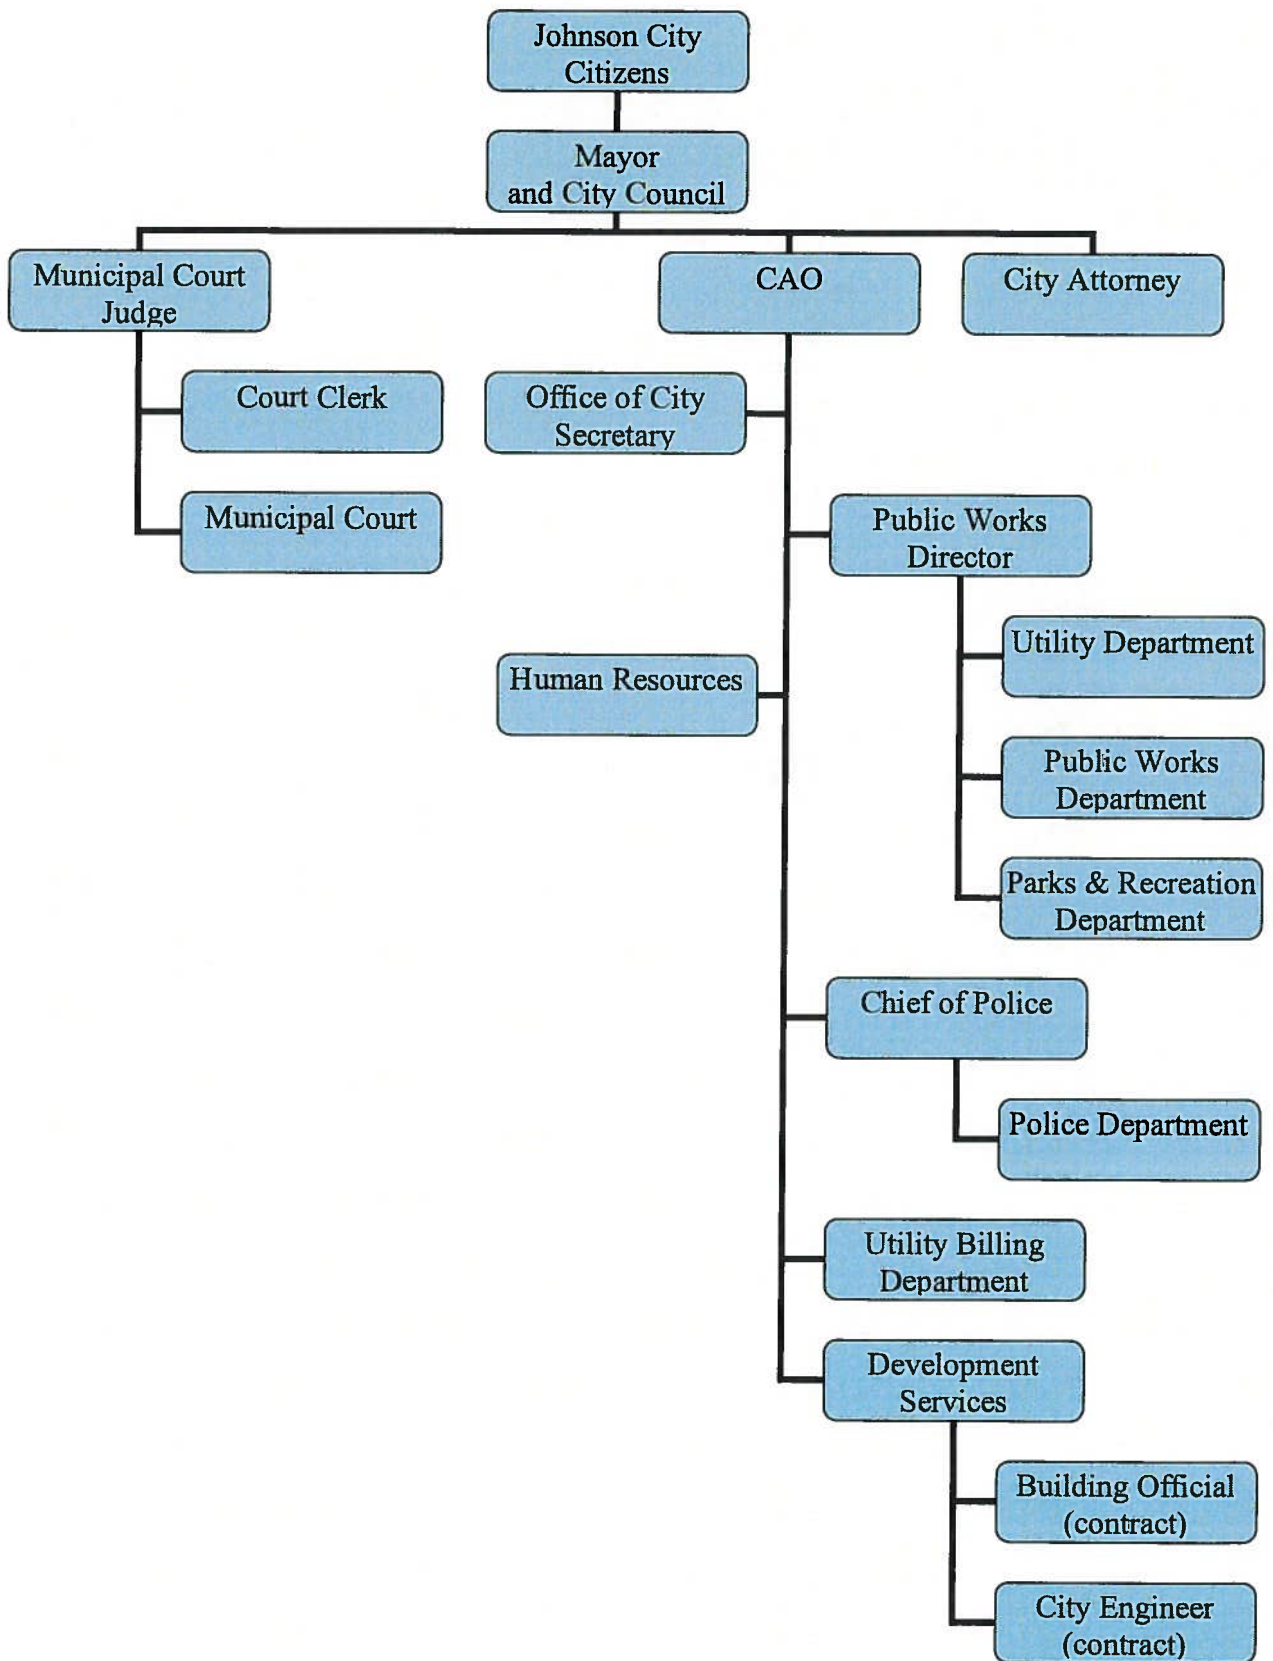 Johnson City
Citizens
Mayor
and City Council
Municipal Court
Judge
CAO
City Attorney
Court Clerk
Office of City
Secretary
Municipal Court
Public Works
Director
Utility Department
Human Resources
Public Works
Department
Parks & Recreation
Department
Chief of Police
Police Department
Utility Billing
Department
Development
Services
Building Official
(contract)
City Engineer
(contract)